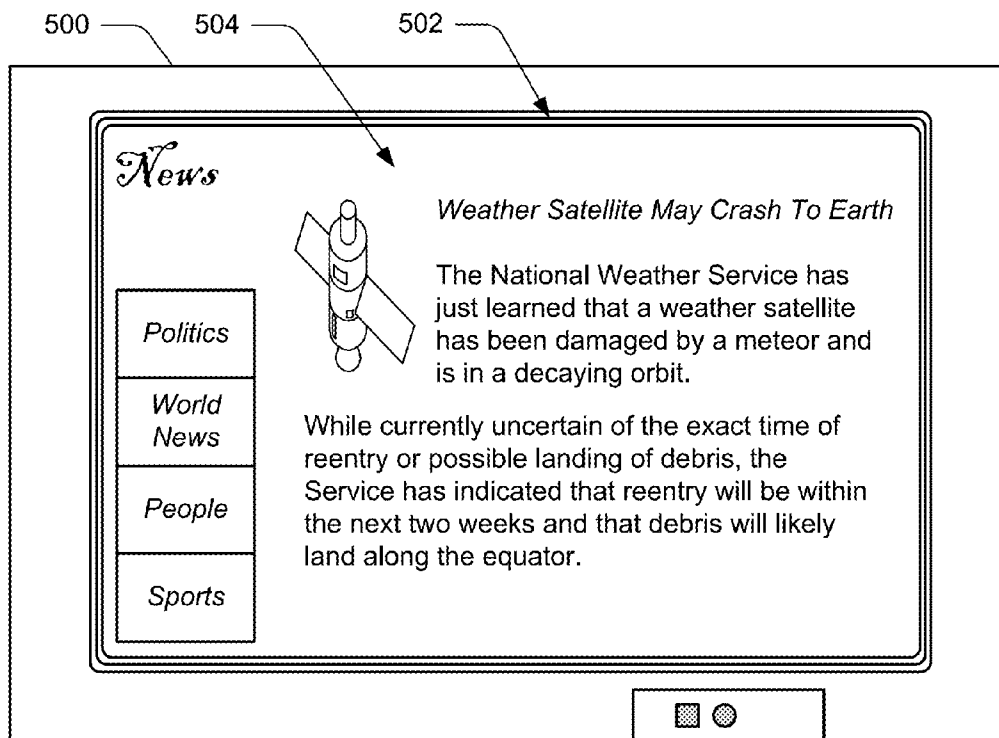 500
504
502
News
Weather Satellite May Crash To Earth
The National Weather Service has
just learned that a weather satellite
has been damaged by a meteor and
is in a decaying orbit.
While currently uncertain of the exact time of
reentry or possible landing of debris, the
Service has indicated that reentry will be within
the next two weeks and that debris will likely
land along the equator.
Politics
World
News
People
Sports